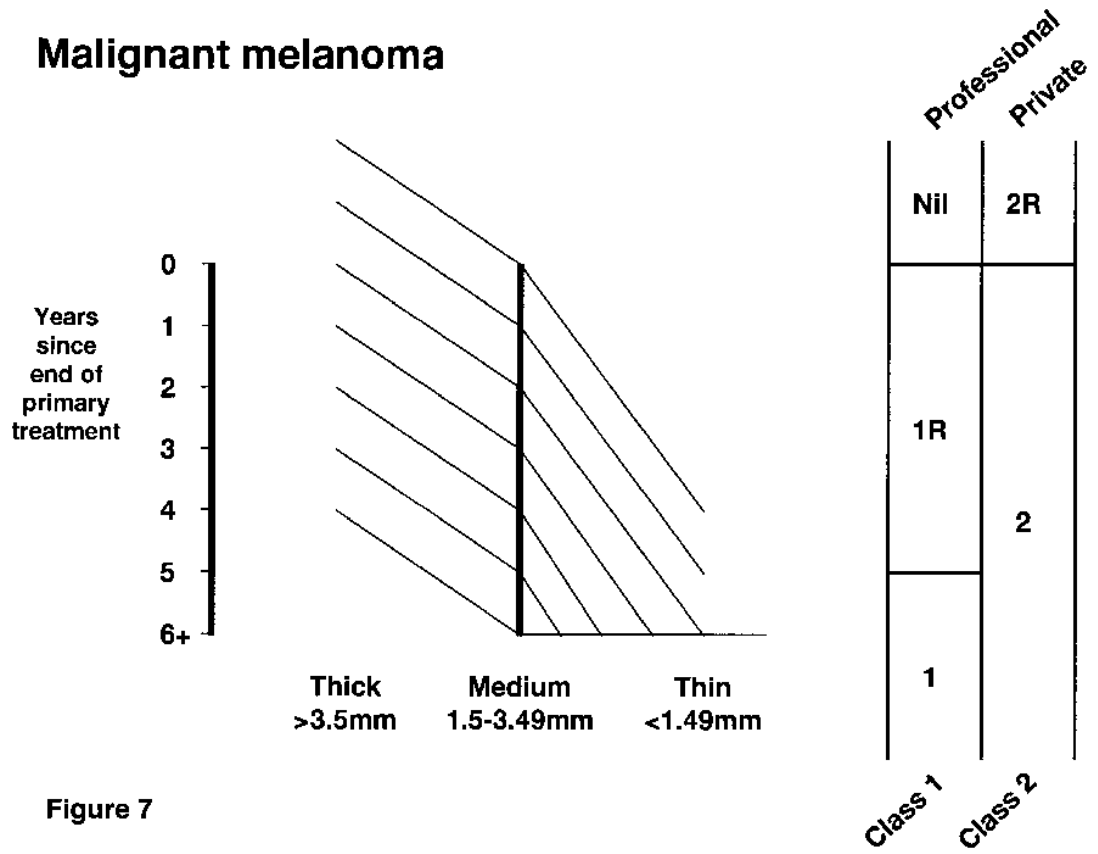 Malignant melanoma
Professional
Private
Nil
2R
0
1
2
3
4
5
6+
Years
since
end of
primary
treatment
1R
2
1
Thick
>3.5mm
Medium
1.5-3.49mm
Thin
<1.49mm
Class 1
Class 2
Figure 7